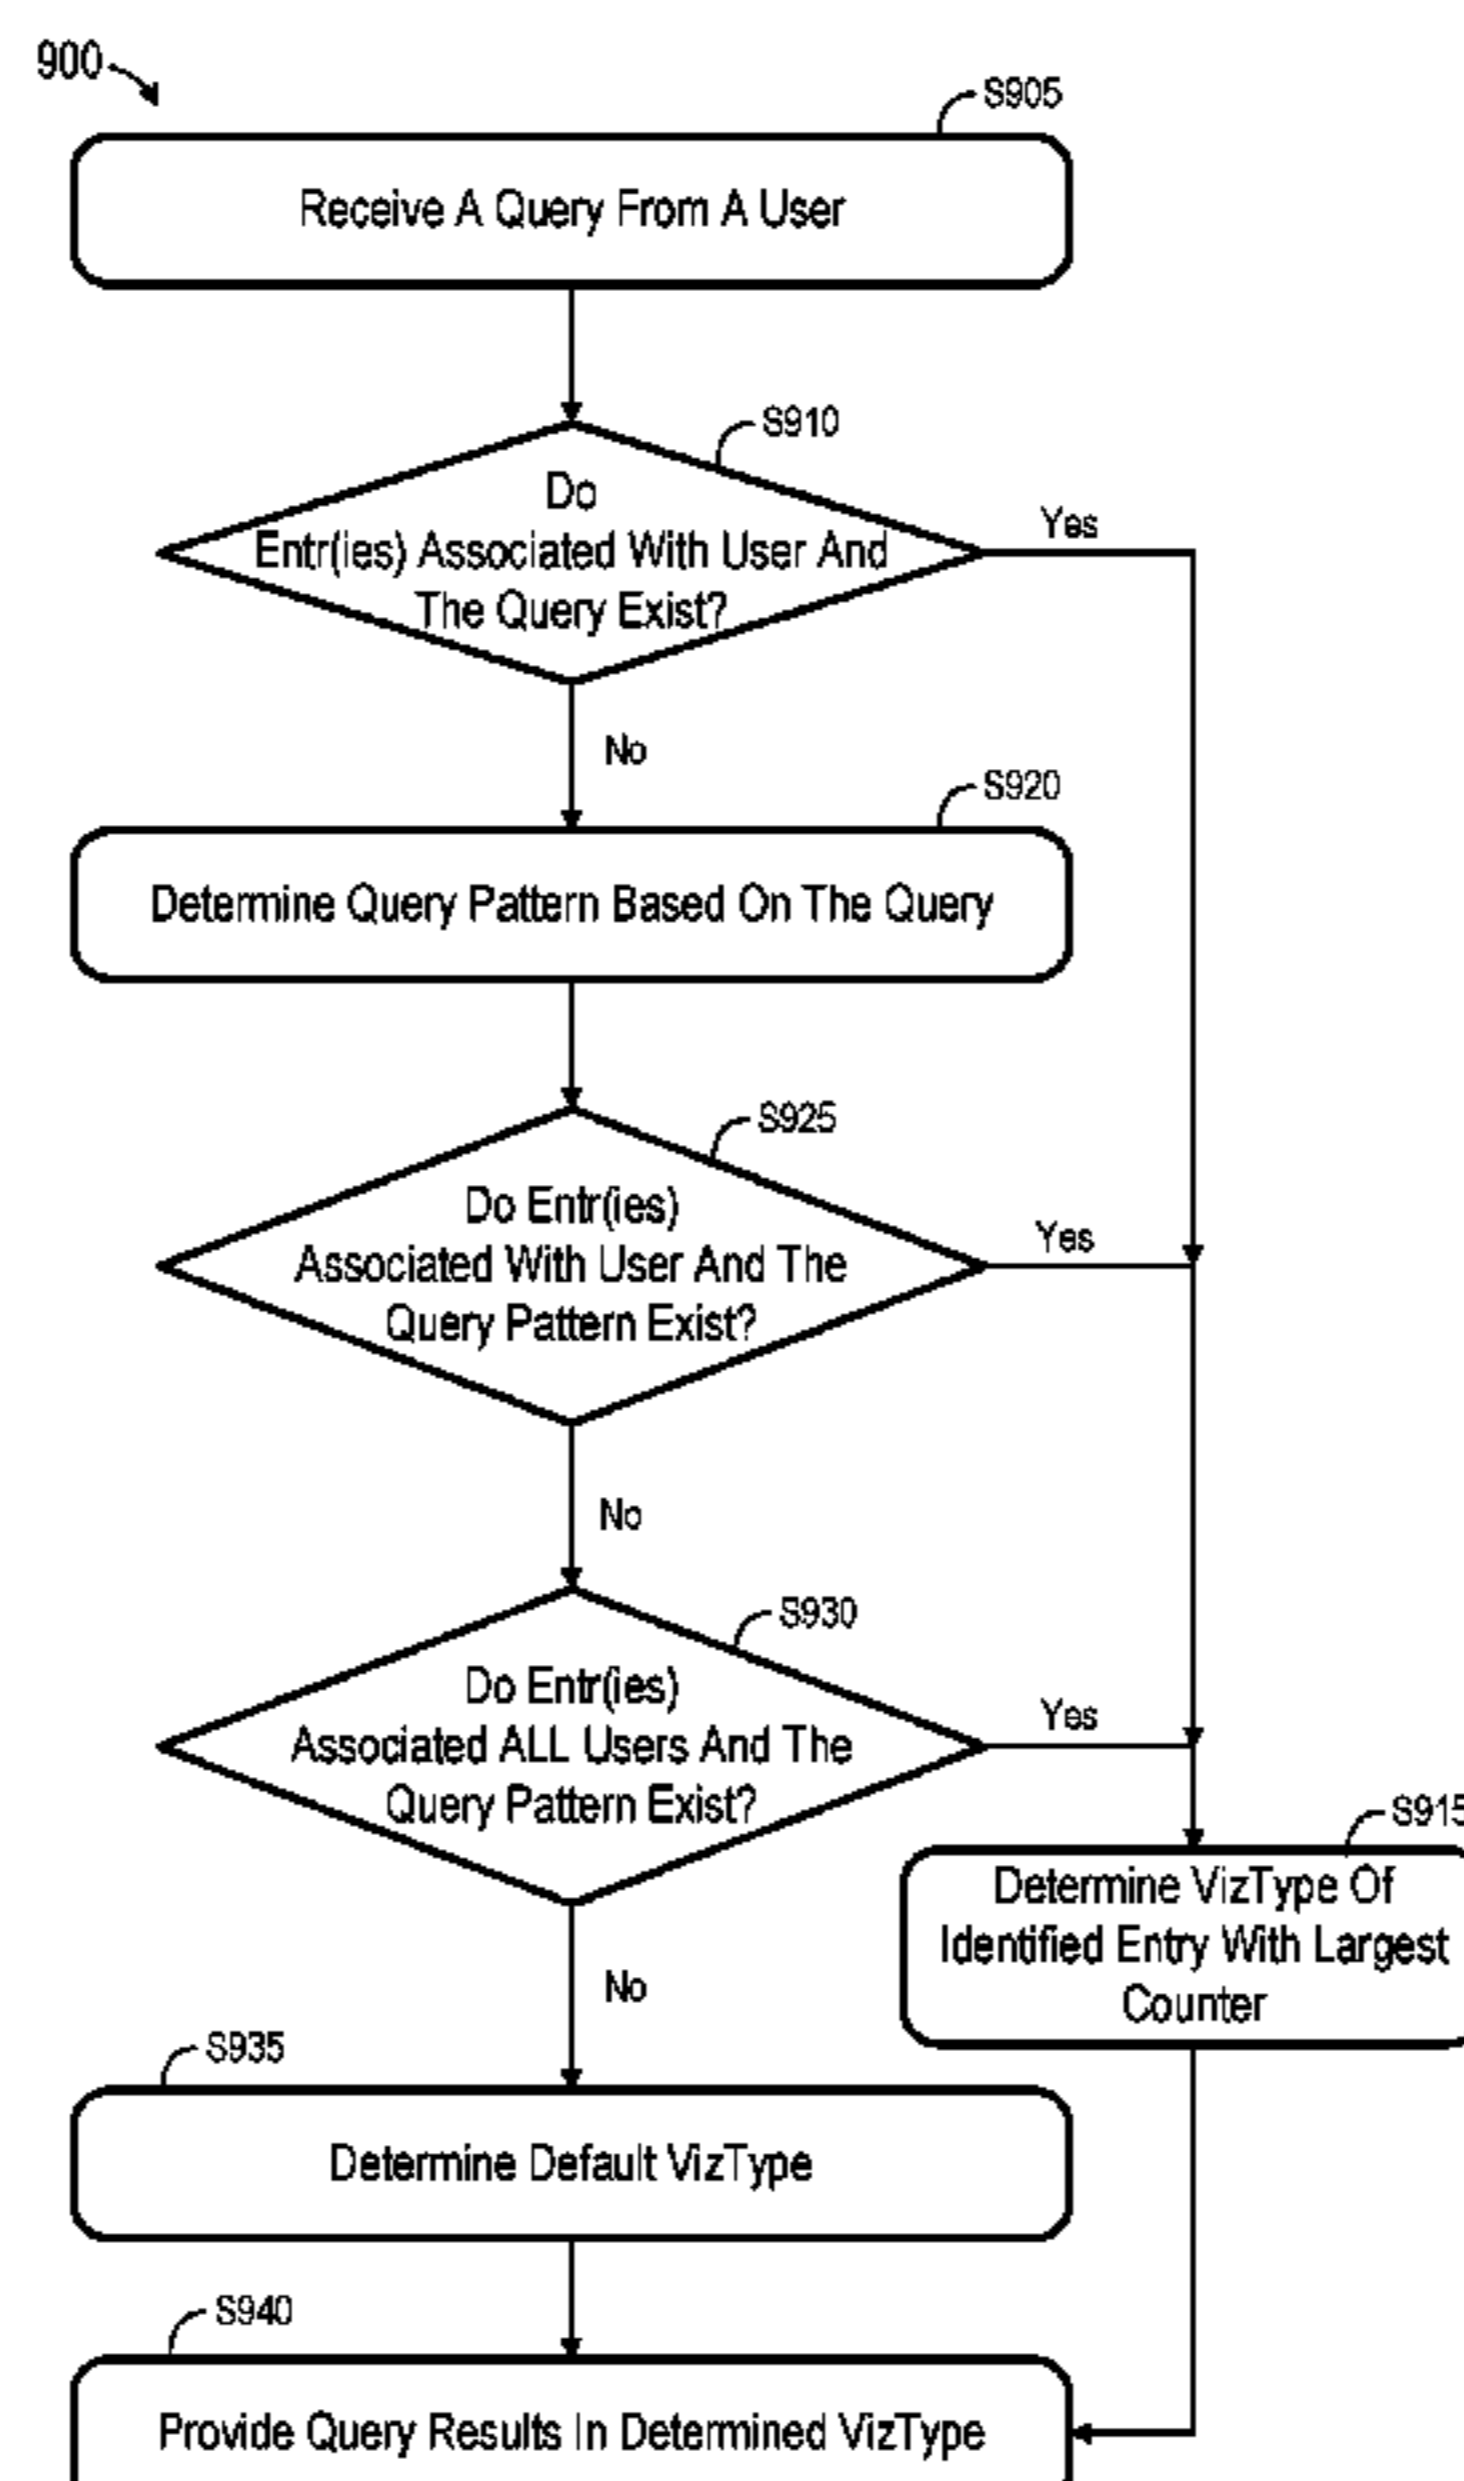 900
S905
Receive A Query From A User
S910
Do
Entr(ies) Associated With User And
The Query Exist?
Yes
No
S920
Determine Query Pattern Based On The Query
S925
Do Entr(ies)
Associated With User And The
Query Pattern Exist?
Yes
No
S930
Do Entr(ies)
Associated ALL Users And The
Query Pattern Exist?
Yes
S915
Determine VizType Of
Identified Entry With Largest
Counter
No
S935
Determine Default VizType
S940
Provide Query Results In Determined VizType